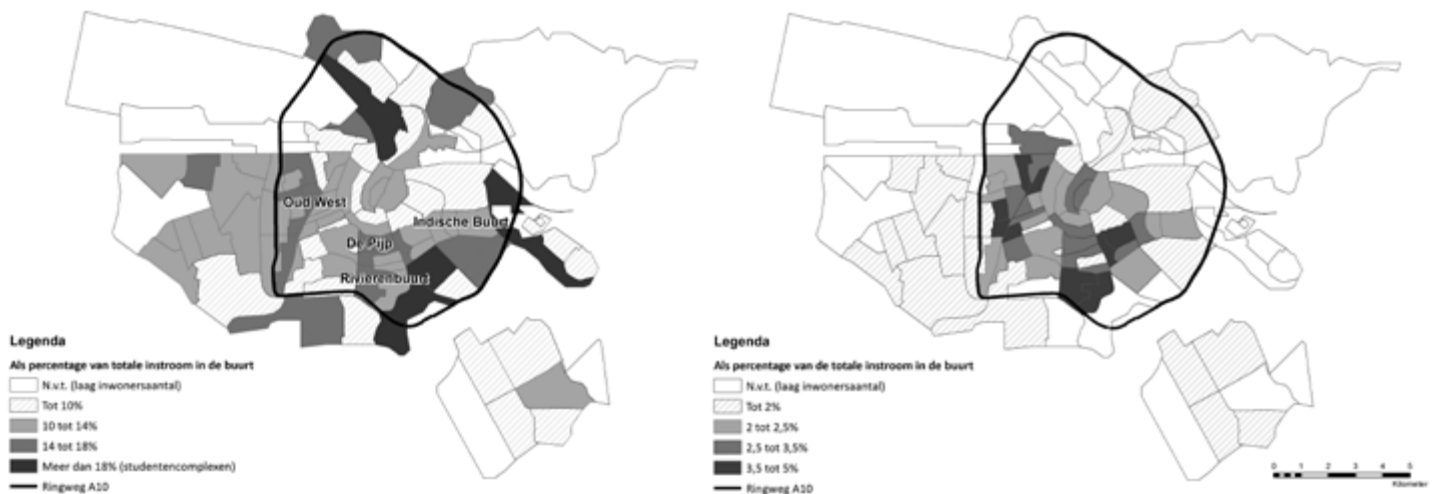 Oud West
Indische Buurt
De Pijp
Rivierenbuurt
Legenda
Als percentage van totale instroom in de buurt
N.v.t. (laag inwonersaantal)
Tot 10%
10 tot 14%
14 tot 18%
Meer dan 18% (studentencomplexen)
Ringweg A10
Legenda
Als percentage van de totale instroom in de buurt
N.v.t. (laag inwonersaantal)
Tot 2%
2 tot 2,5%
2,5 tot 3,5%
3,5 tot 5%
Ringweg A10
0 1 2 3 4 5
Kilometer